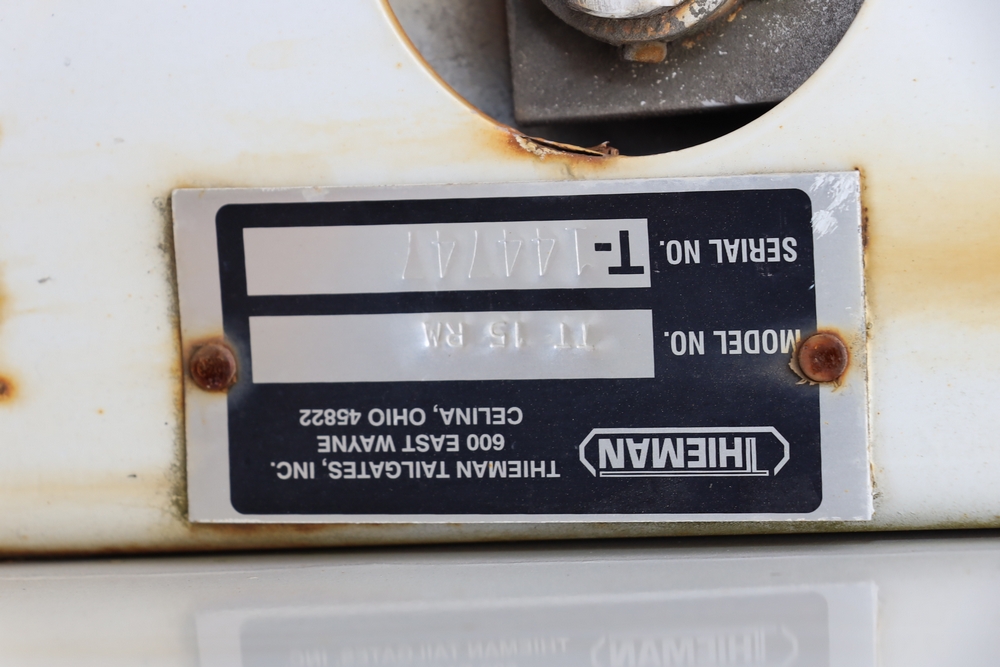 THIEMAN
THIEMAN TAILGATES, INC.
600 EAST WAYNE
CELINA, OHIO 45822
MODEL NO. TT 15 RM
SERIAL NO. T-144747